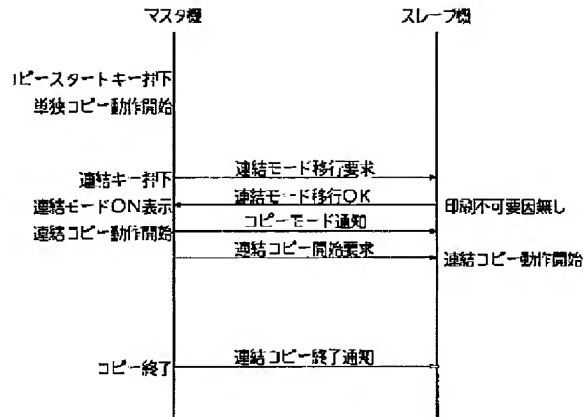 マスタ機 スレーブ機
コピースタートキー押下
単独コピー動作開始
連結モード移行要求
連結キー押下
連結モード移行OK
連結モードON表示 印刷不可要因無し
コピーモード通知
連結コピー動作開始
連結コピー開始要求
連結コピー動作開始
連結コピー終了通知
コピー終了